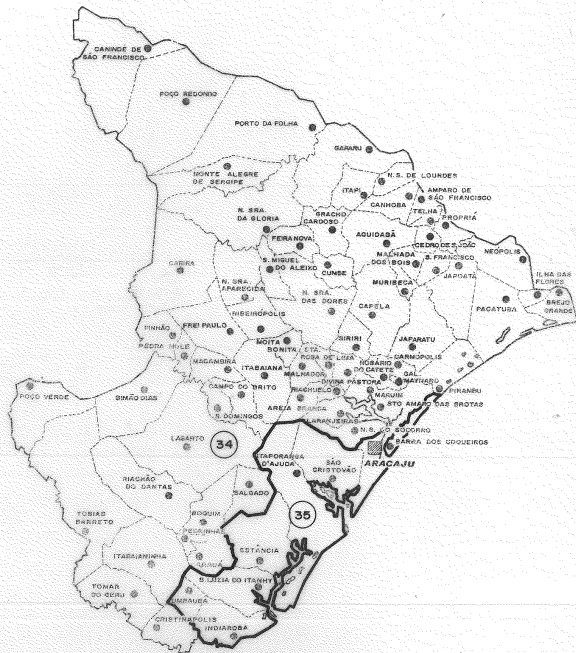 CANINDE DE
SÃO FRANCISCO
POÇO REDONDO
PORTO DA FOLHA
GARARU
MONTE ALEGRE
DE SERGIPE
N.S. DE LOURDES
ITAPI
CANHOBA
AMPARO DE
SÃO FRANCISCO
TELHA
PROPRIÁ
N. SRA.
DA GLORIA
GRACHO
CARDOSO
FEIRA NOVA
AQUIDABÃ
CEDRO DE S. JOÃO
MALHADA
DOS BOIS
S. FRANCISCO
NEÓPOLIS
CARIRA
S. MIGUEL
DO ALEIXO
CUMBE
MURIBECA
JAPOATÃ
ILHA DAS
FLORES
BREJO
GRANDE
PACATUBA
N. SRA.
APARECIDA
N. SRA.
DAS DORES
CAPELA
RIBEIRÓPOLIS
FREI PAULO
PINHÃO
PEDRA MOLE
MOITA
BONITA
SIRIRI
JAPARATU
STA.
ROSA DE LIMA
ROSÁRIO
DO CATETE
CARMÓPOLIS
MACAMBIRA
ITABAIANA
MALHADOR
DIVINA PASTORA
GAL.
MAYNARD
PIRAMBU
POÇO VERDE
SIMÃO DIAS
CAMPO DO BRITO
RIACHUELO
MARUIM
STO AMARO DAS BROTAS
S. DOMINGOS
AREIA BRANCA
LARANJEIRAS
N.S. DO SOCORRO
BARRA DOS COQUEIROS
LAGARTO
34
ARACAJU
ITAPORANGA
D'AJUDA
SÃO
CRISTOVÃO
RIACHÃO
DO DANTAS
SALGADO
35
TOBIAS
BARRETO
BOQUIM
PEDRINHAS
ITABAIANINHA
ARAUÁ
ESTANCIA
TOMAR
DO GERU
S. LUZIA DO ITANHY
UMBAUBA
CRISTINAPOLIS
INDIAROBA